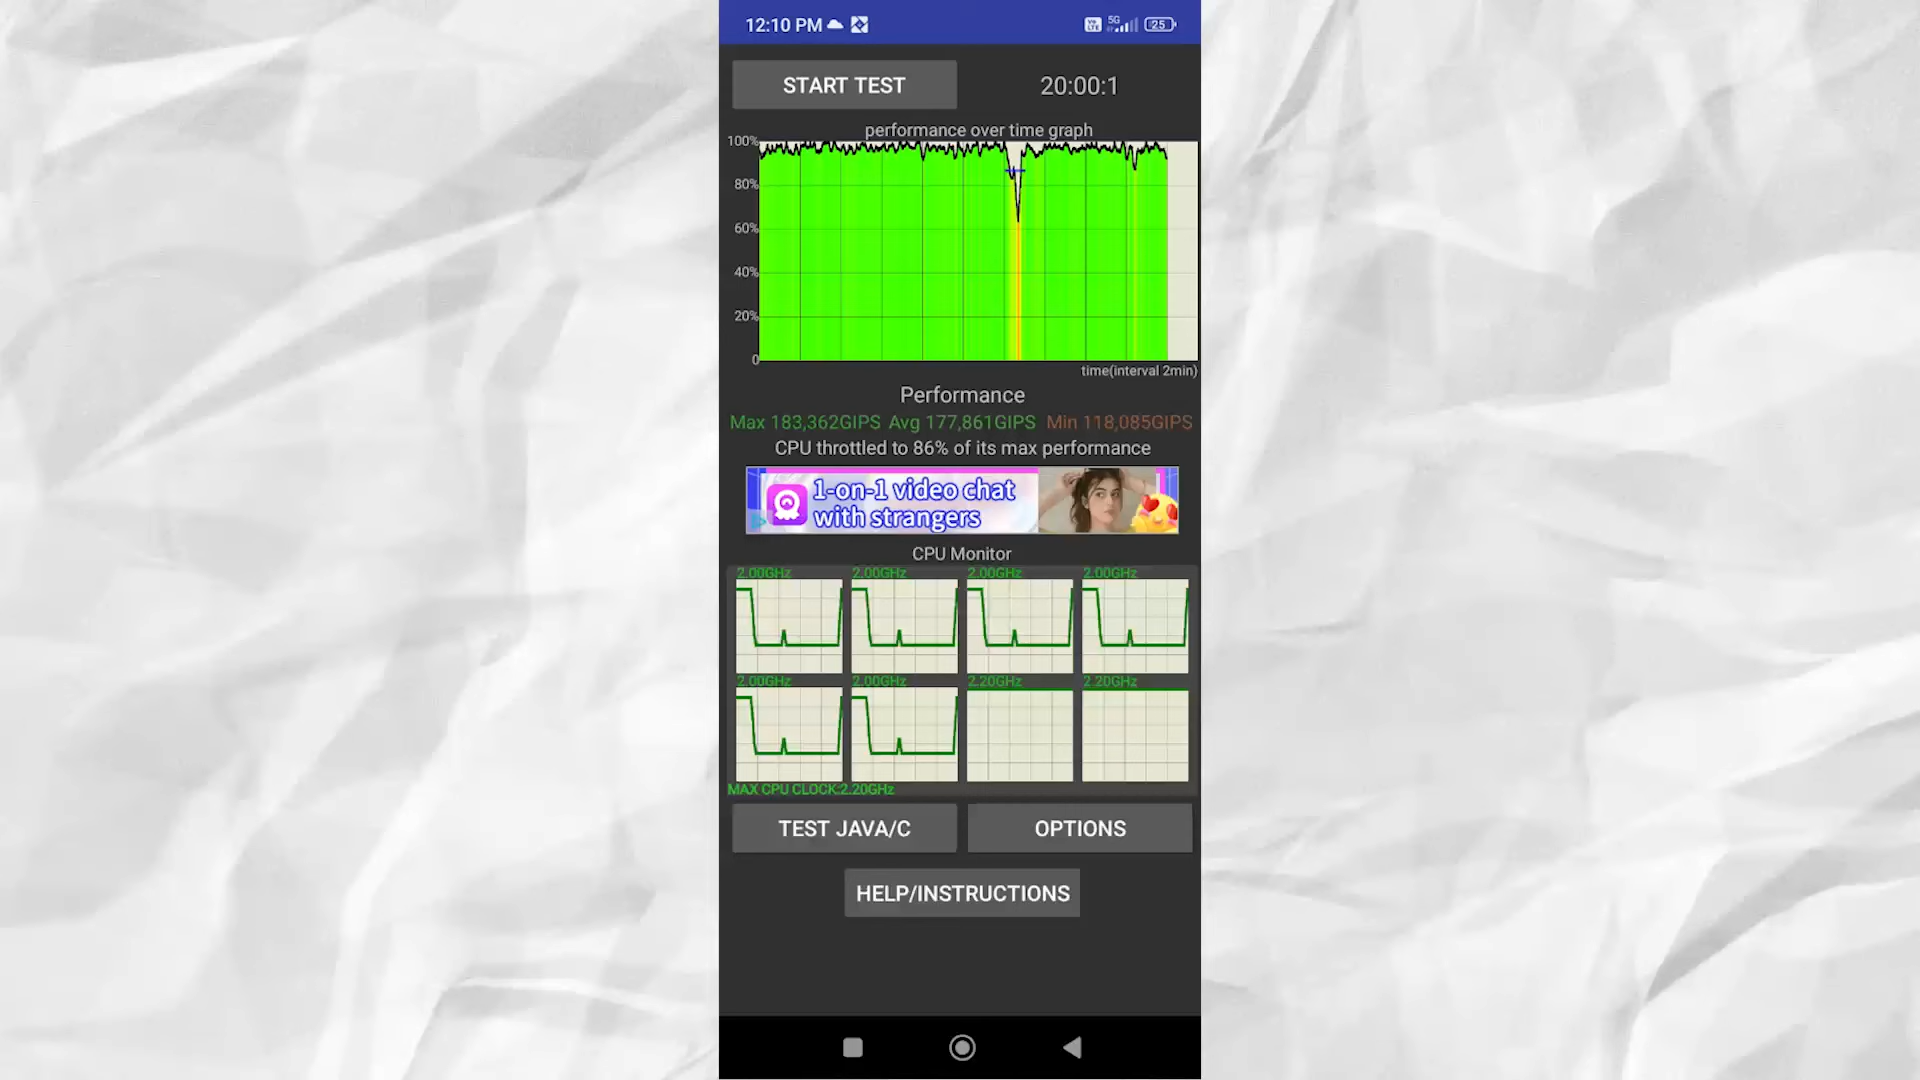 12:10 PM
5G
25
START TEST
20:00:1
performance over time graph
100%
80%
60%
40%
20%
0
time(interval 2min)
Performance
Max 183,362GIPS Avg 177,861GIPS Min 118,085GIPS
CPU throttled to 86% of its max performance
1-on-1 video chat
with strangers
CPU Monitor
2.00GHz 2.00GHz 2.00GHz 2.00GHz
2.00GHz 2.00GHz 2.20GHz 2.20GHz
MAX CPU CLOCK:2.20GHz
TEST JAVA/C
OPTIONS
HELP/INSTRUCTIONS